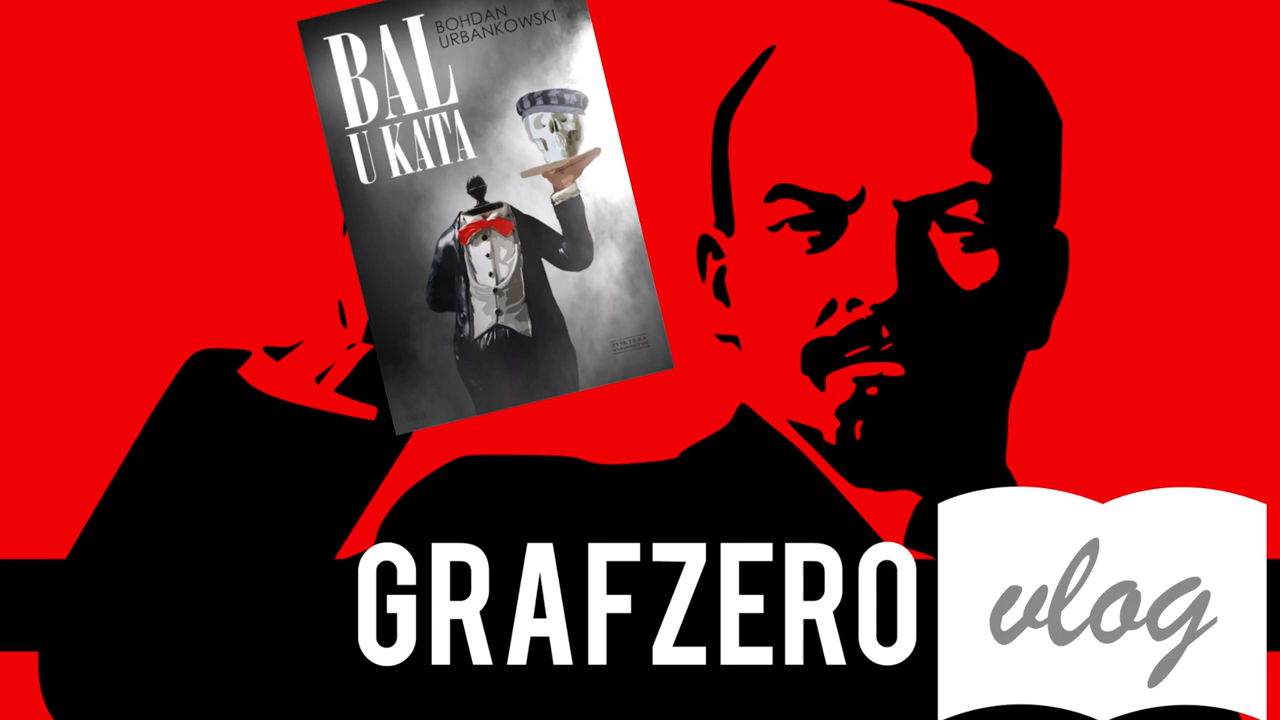 BOHDAN
URBANKOWSKI
BAL
U KATA
GRAFZERO
vlog